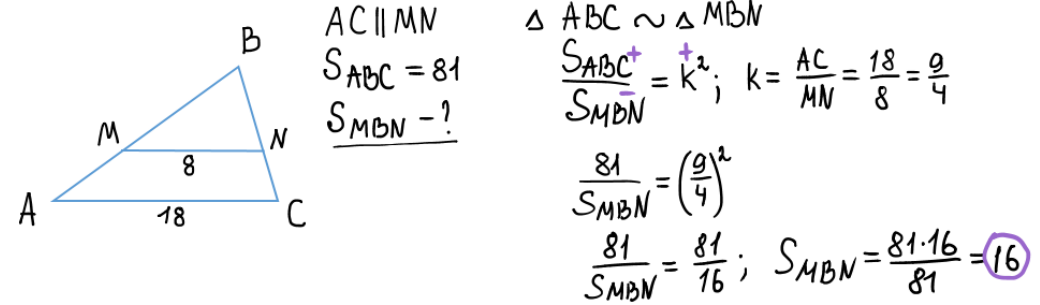 B
M
N
8
A
18
C
AC || MN
S_ABC = 81
S_MBN - ?
△ ABC ∼ △ MBN
S_ABC⁺ / S_MBN⁻ = k⁺²; k = AC/MN = 18/8 = 9/4
81/S_MBN = (9/4)²
81/S_MBN = 81/16; S_MBN = 81·16/81 = 16